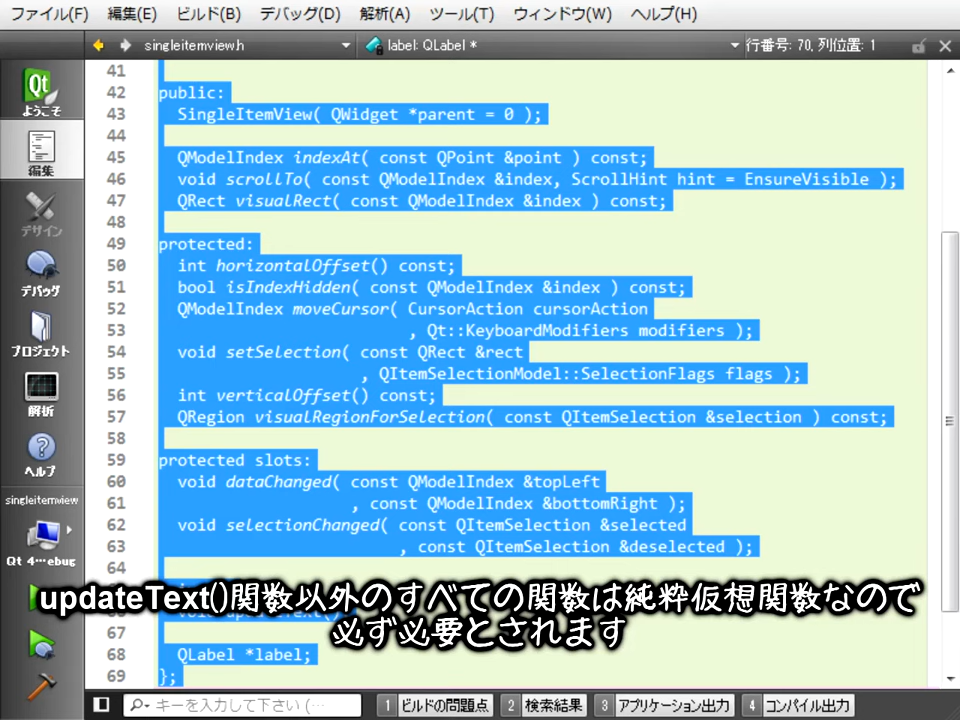 ファイル(F) 編集(E) ビルド(B) デバッグ(D) 解析(A) ツール(T) ウィンドウ(W) ヘルプ(H)
singleitemview.h label: QLabel * 行番号: 70, 列位置: 1
ようこそ
編集
デザイン
デバッグ
プロジェクト
解析
ヘルプ
singleitemview
Qt 4…ebug
41
42 public:
43 SingleItemView( QWidget *parent = 0 );
44
45 QModelIndex indexAt( const QPoint &point ) const;
46 void scrollTo( const QModelIndex &index, ScrollHint hint = EnsureVisible );
47 QRect visualRect( const QModelIndex &index ) const;
48
49 protected:
50 int horizontalOffset() const;
51 bool isIndexHidden( const QModelIndex &index ) const;
52 QModelIndex moveCursor( CursorAction cursorAction
53 , Qt::KeyboardModifiers modifiers );
54 void setSelection( const QRect &rect
55 , QItemSelectionModel::SelectionFlags flags );
56 int verticalOffset() const;
57 QRegion visualRegionForSelection( const QItemSelection &selection ) const;
58
59 protected slots:
60 void dataChanged( const QModelIndex &topLeft
61 , const QModelIndex &bottomRight );
62 void selectionChanged( const QItemSelection &selected
63 , const QItemSelection &deselected );
64
updateText()関数以外のすべての関数は純粋仮想関数なので
必ず必要とされます
67
68 QLabel *label;
69 };
キーを入力して下さい (…
1 ビルドの問題点 2 検索結果 3 アプリケーション出力 4 コンパイル出力